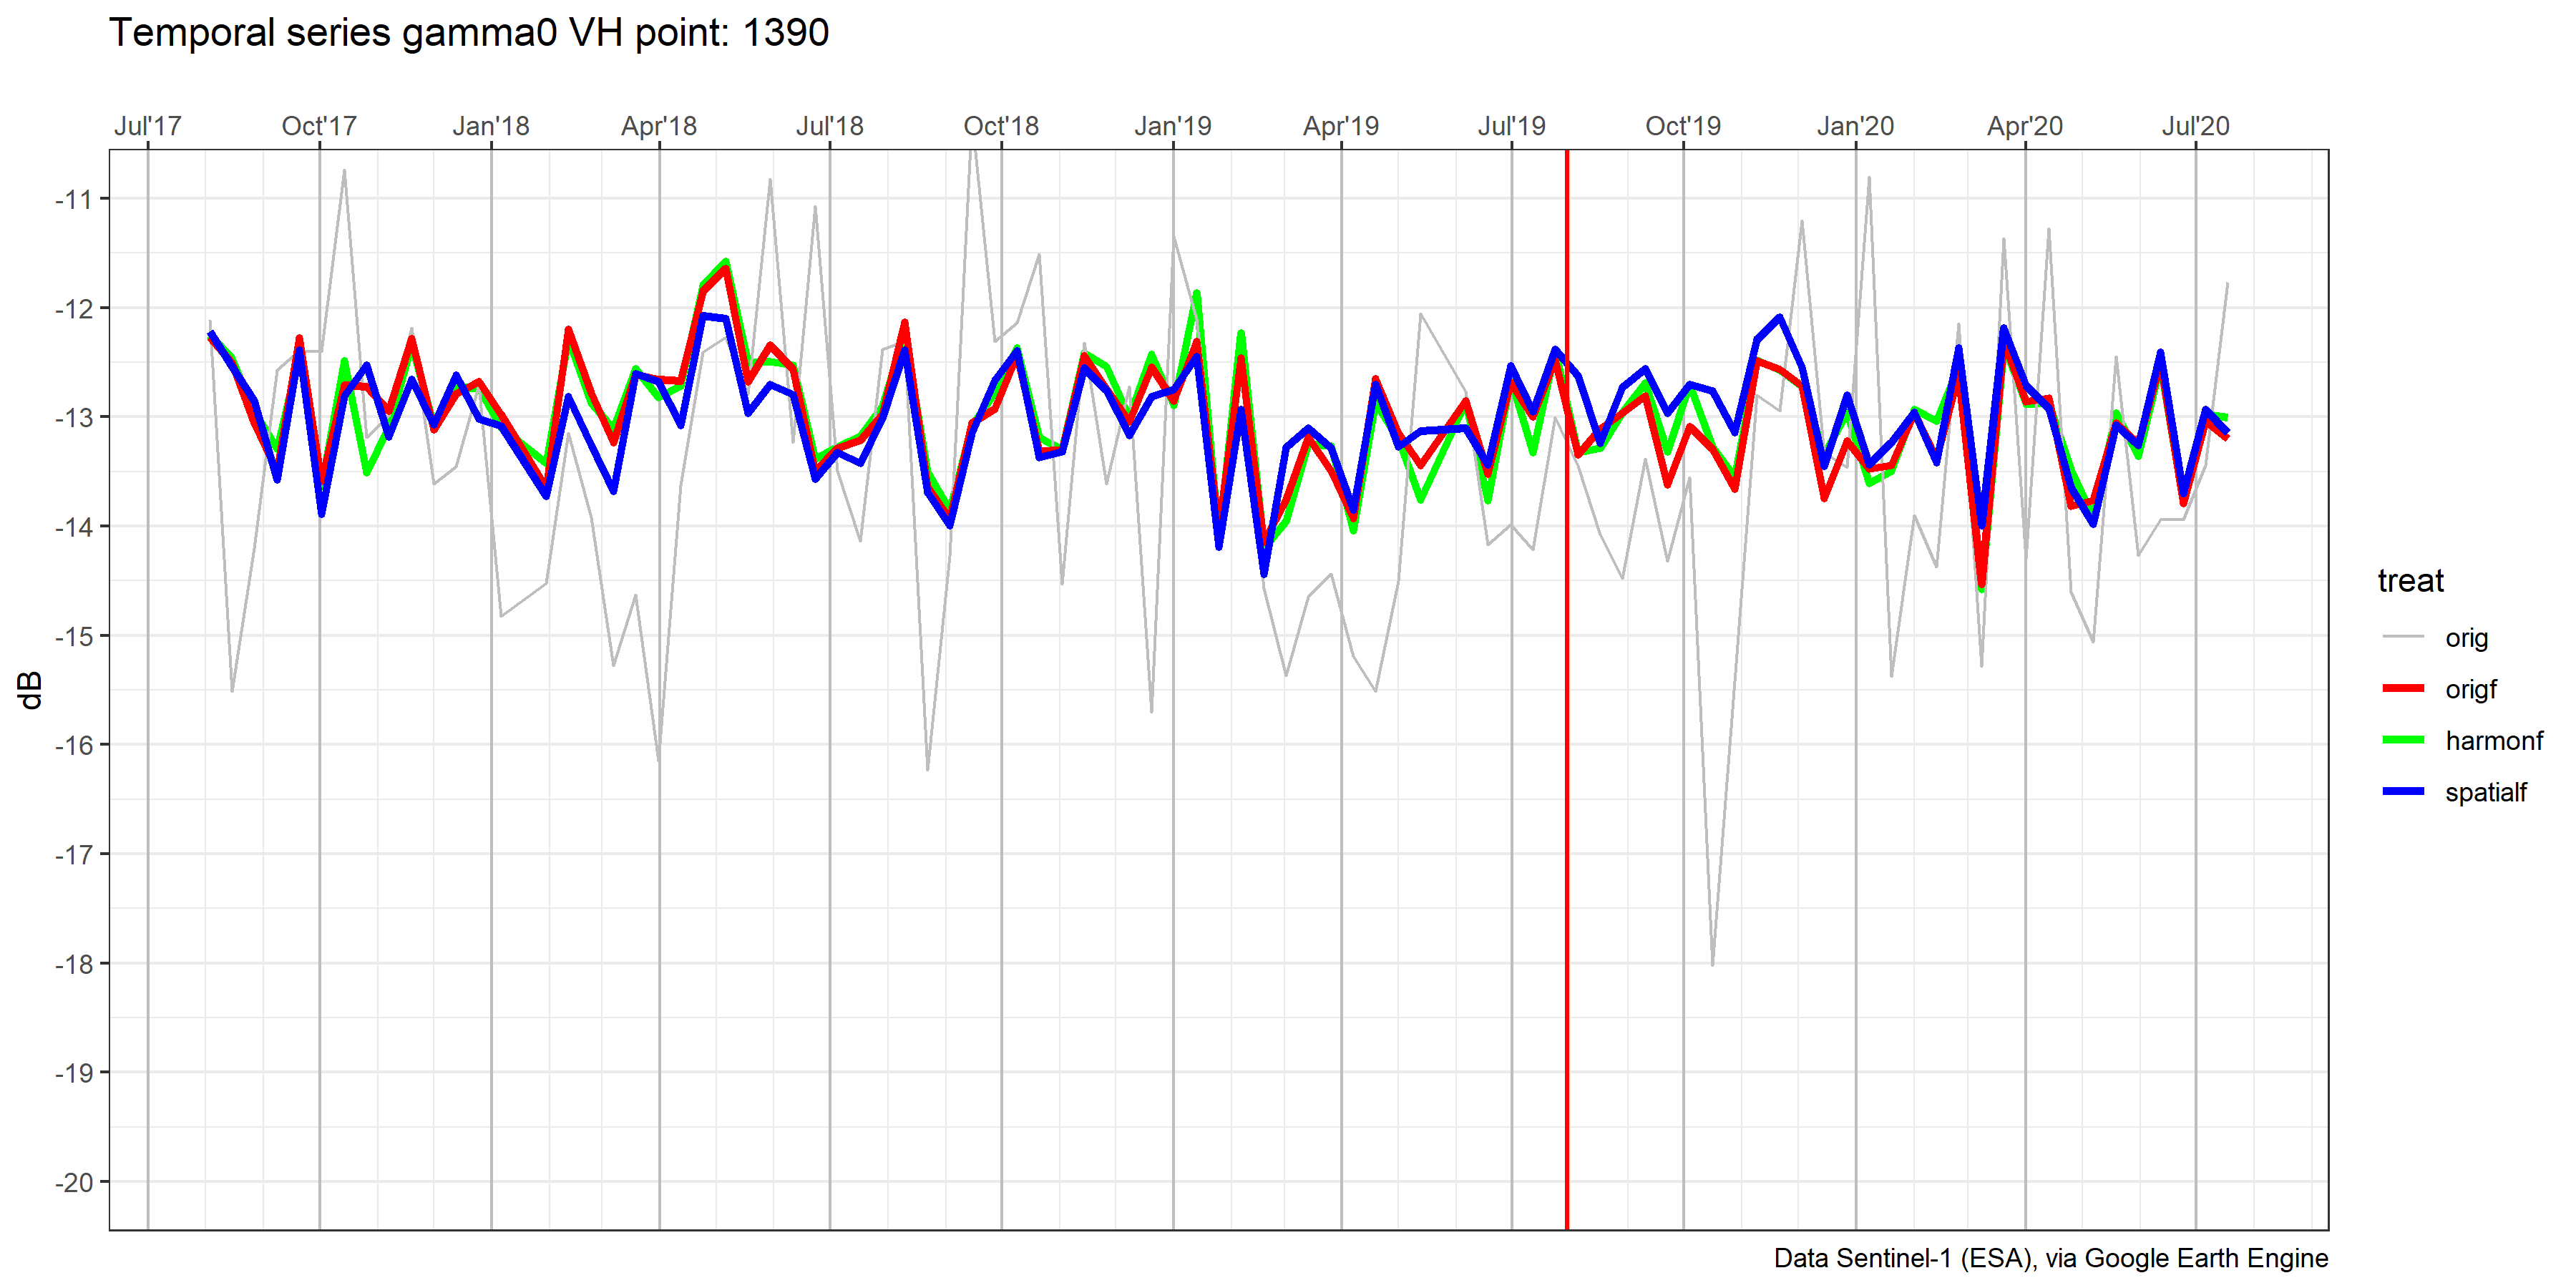 Temporal series gamma0 VH point: 1390
Jul'17 Oct'17 Jan'18 Apr'18 Jul'18 Oct'18 Jan'19 Apr'19 Jul'19 Oct'19 Jan'20 Apr'20 Jul'20
-11
-12
-13
-14
-15
-16
-17
-18
-19
-20
dB
treat
orig
origf
harmonf
spatialf
Data Sentinel-1 (ESA), via Google Earth Engine